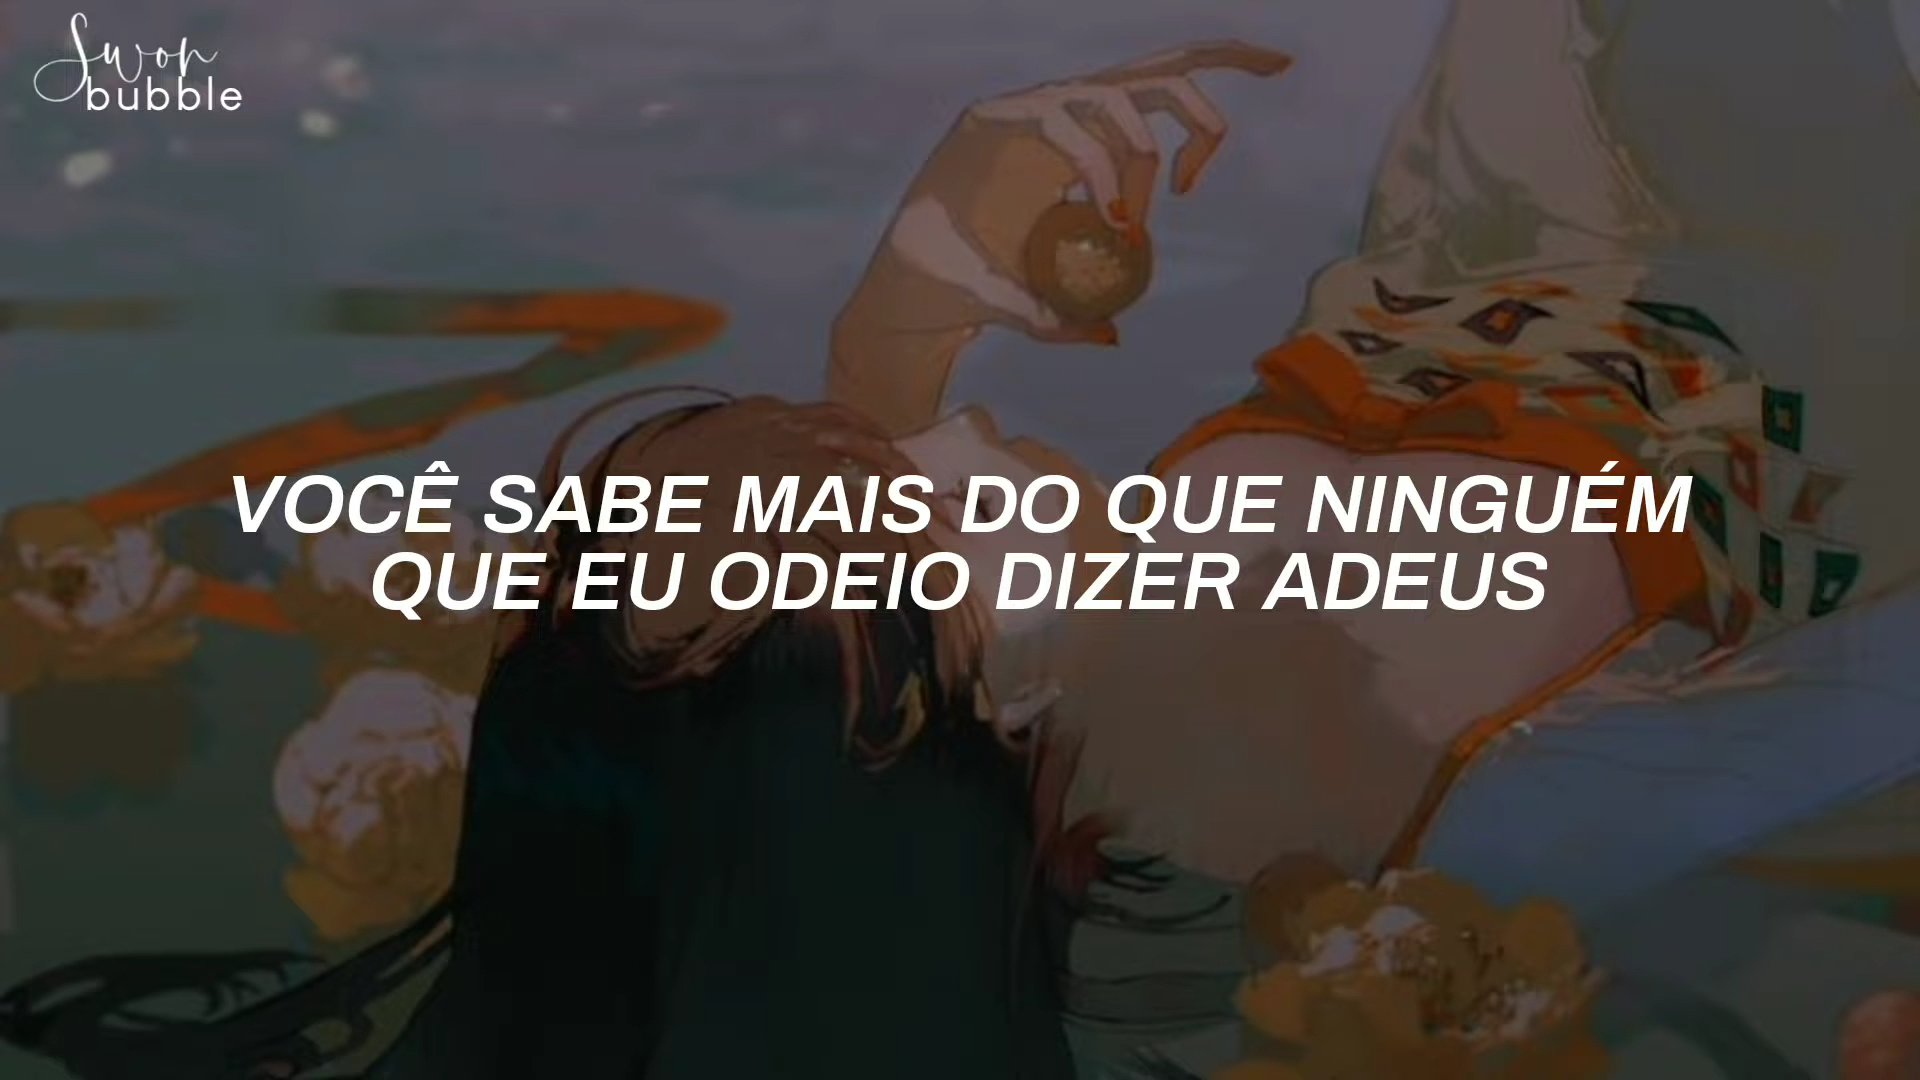 Swon
bubble
VOCÊ SABE MAIS DO QUE NINGUÉM
QUE EU ODEIO DIZER ADEUS